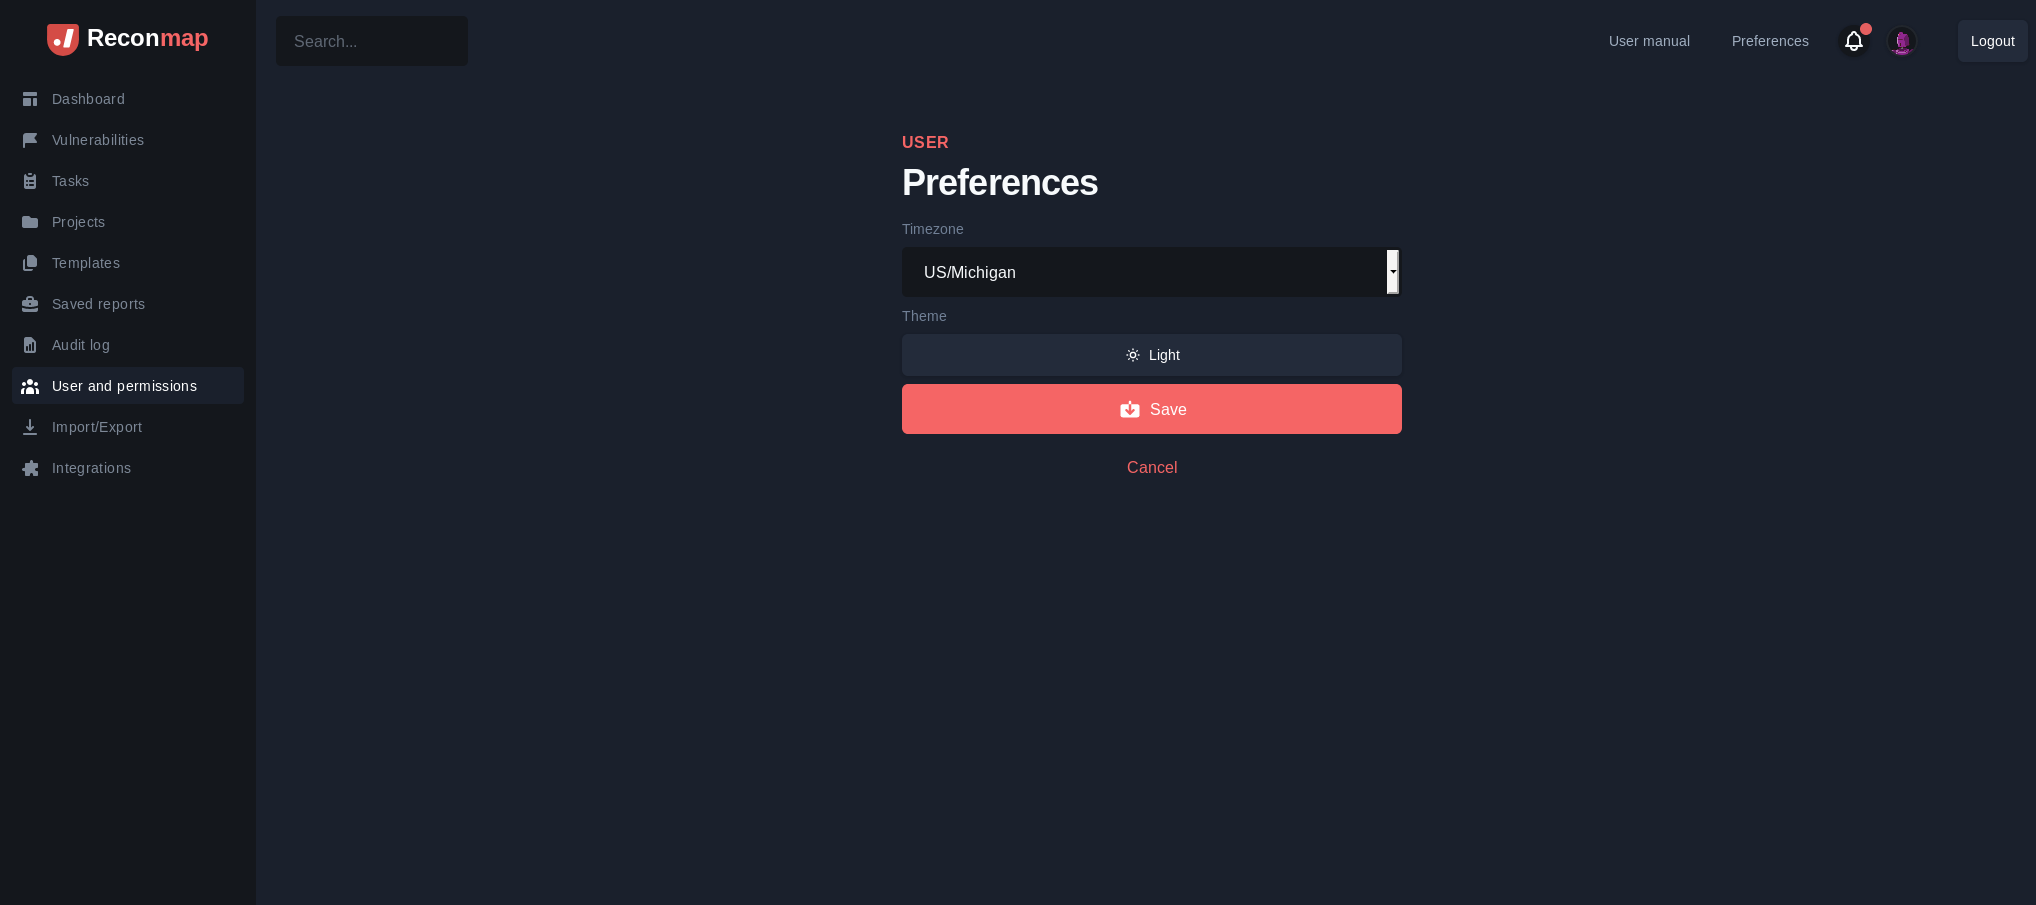 Reconmap
Search...
User manual
Preferences
Logout
Dashboard
Vulnerabilities
Tasks
Projects
Templates
Saved reports
Audit log
User and permissions
Import/Export
Integrations
USER
Preferences
Timezone
US/Michigan
Theme
Light
Save
Cancel